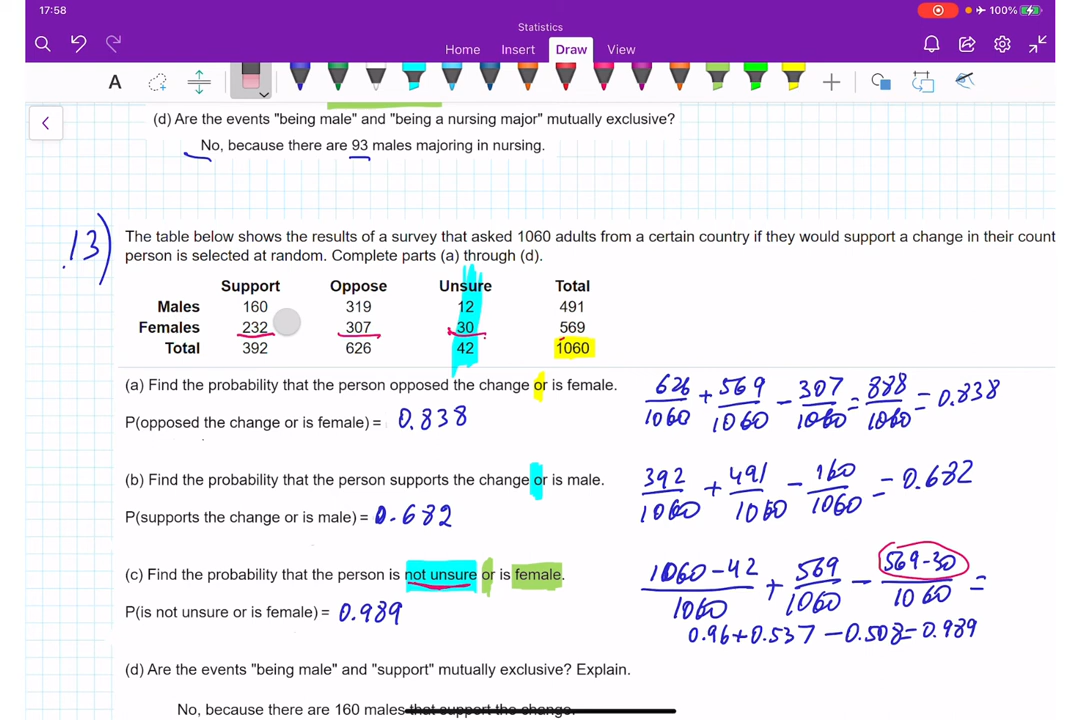 17:58
100%
Statistics
Home Insert Draw View
A
(d) Are the events "being male" and "being a nursing major" mutually exclusive?
No, because there are 93 males majoring in nursing.
13)
The table below shows the results of a survey that asked 1060 adults from a certain country if they would support a change in their count
person is selected at random. Complete parts (a) through (d).
Support Oppose Unsure Total
Males 160 319 12 491
Females 232 307 30 569
Total 392 626 42 1060
(a) Find the probability that the person opposed the change or is female.
626/1060 + 569/1060 - 307/1060 = 888/1060 = 0.838
P(opposed the change or is female) = 0.838
(b) Find the probability that the person supports the change or is male.
392/1060 + 491/1060 - 160/1060 = 0.682
P(supports the change or is male) = 0.682
(c) Find the probability that the person is not unsure or is female.
1060-42/1060 + 569/1060 - 569-30/1060 =
P(is not unsure or is female) = 0.989
0.96+0.537-0.508=0.989
(d) Are the events "being male" and "support" mutually exclusive? Explain.
No, because there are 160 males that support the change.